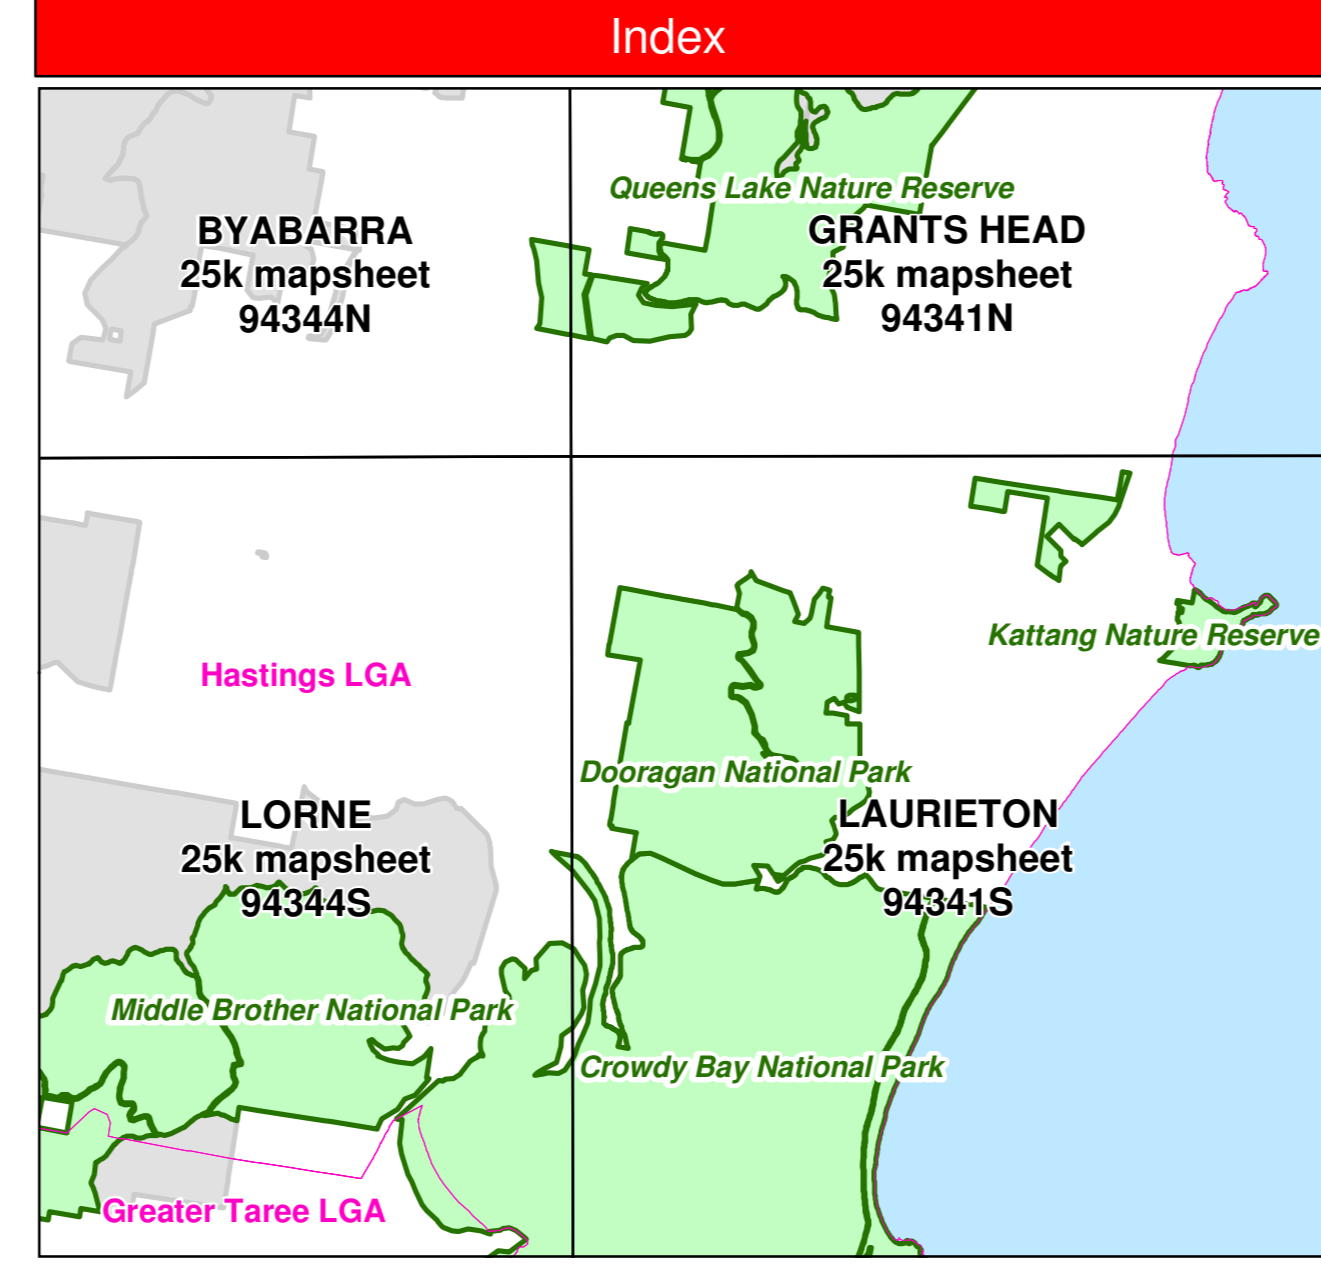 Index
Queens Lake Nature Reserve
BYABARRA
25k mapsheet
94344N
GRANTS HEAD
25k mapsheet
94341N
Kattang Nature Reserve
Hastings LGA
Dooragan National Park
LORNE
25k mapsheet
94344S
LAURIETON
25k mapsheet
94341S
Middle Brother National Park
Crowdy Bay National Park
Greater Taree LGA